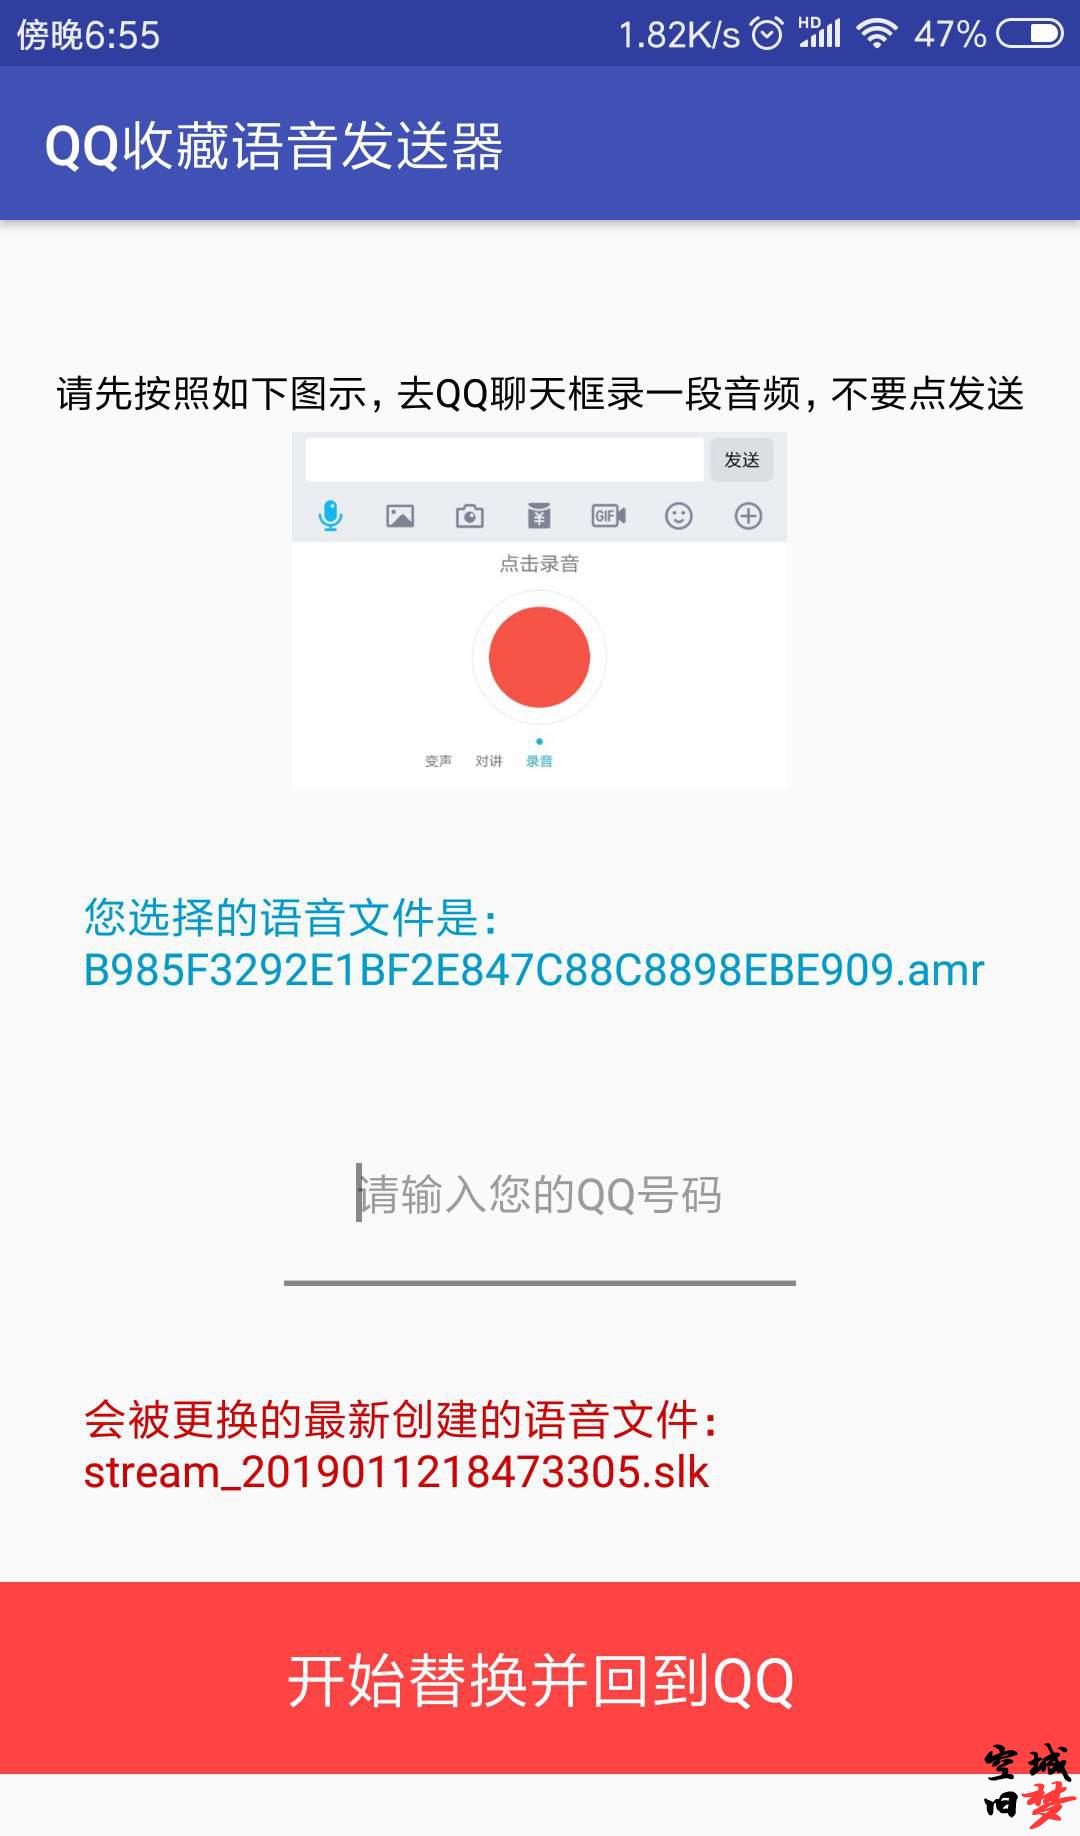 傍晚6:55
1.82K/s HD 47%
QQ收藏语音发送器
请先按照如下图示，去QQ聊天框录一段音频，不要点发送
发送
GIF
点击录音
变声 对讲 录音
您选择的语音文件是：
B985F3292E1BF2E847C88C8898EBE909.amr
请输入您的QQ号码
会被更换的最新创建的语音文件：
stream_2019011218473305.slk
开始替换并回到QQ
空城
旧梦